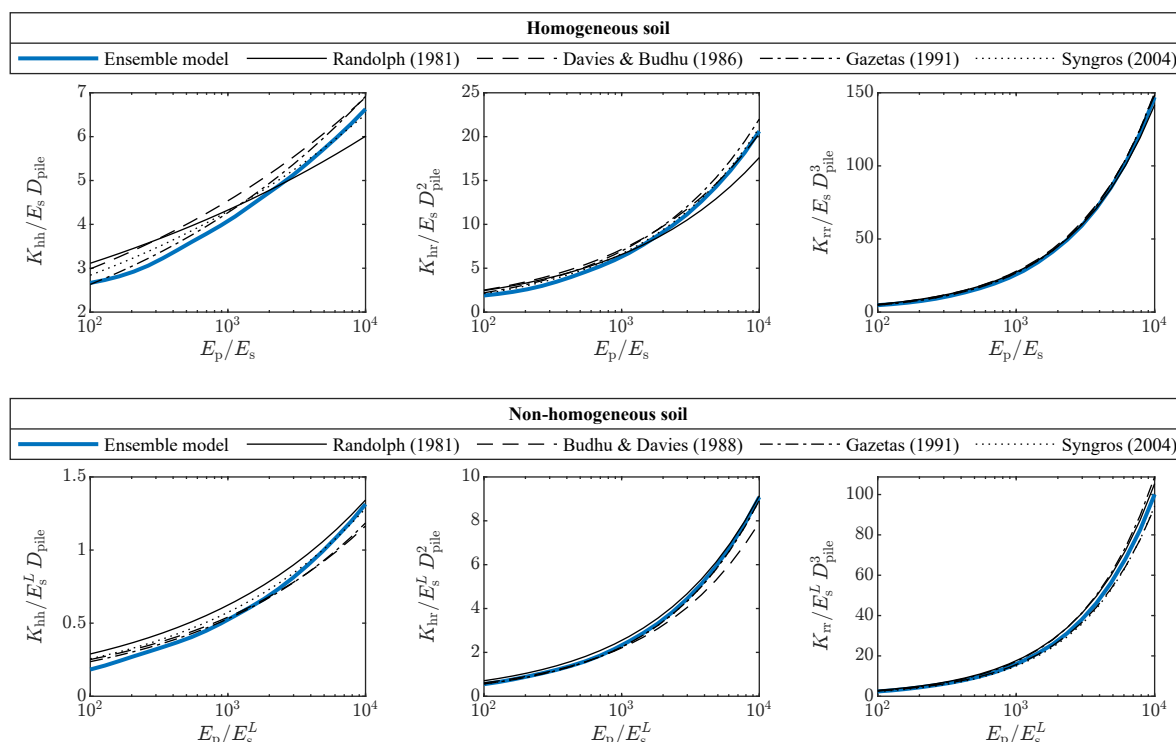 Homogeneous soil
Ensemble model Randolph (1981) Davies & Budhu (1986) Gazetas (1991) Syngros (2004)
7
6
5
4
3
2
K_hh/E_s D_pile
10^2 10^3 10^4
E_p/E_s
25
20
15
10
5
0
K_hr/E_s D_pile^2
10^2 10^3 10^4
E_p/E_s
150
100
50
0
K_rr/E_s D_pile^3
10^2 10^3 10^4
E_p/E_s
Non-homogeneous soil
Ensemble model Randolph (1981) Budhu & Davies (1988) Gazetas (1991) Syngros (2004)
1.5
1
0.5
0
K_hh/E_s^L D_pile
10^2 10^3 10^4
E_p/E_s^L
10
8
6
4
2
0
K_hr/E_s^L D_pile^2
10^2 10^3 10^4
E_p/E_s^L
100
80
60
40
20
0
K_rr/E_s^L D_pile^3
10^2 10^3 10^4
E_p/E_s^L